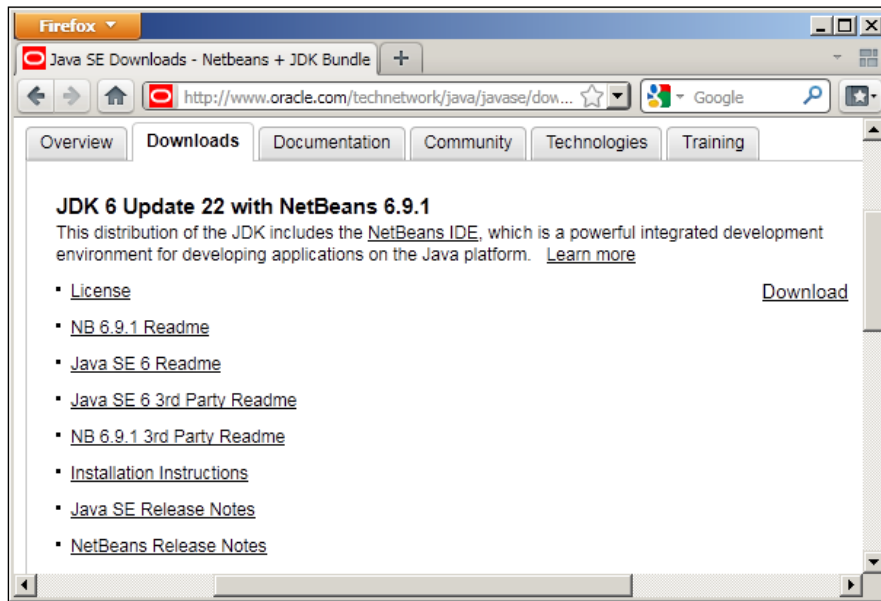 Firefox
Java SE Downloads - Netbeans + JDK Bundle
http://www.oracle.com/technetwork/java/javase/dow...
Google
Overview Downloads Documentation Community Technologies Training
JDK 6 Update 22 with NetBeans 6.9.1
This distribution of the JDK includes the NetBeans IDE, which is a powerful integrated development
environment for developing applications on the Java platform. Learn more
License
Download
NB 6.9.1 Readme
Java SE 6 Readme
Java SE 6 3rd Party Readme
NB 6.9.1 3rd Party Readme
Installation Instructions
Java SE Release Notes
NetBeans Release Notes